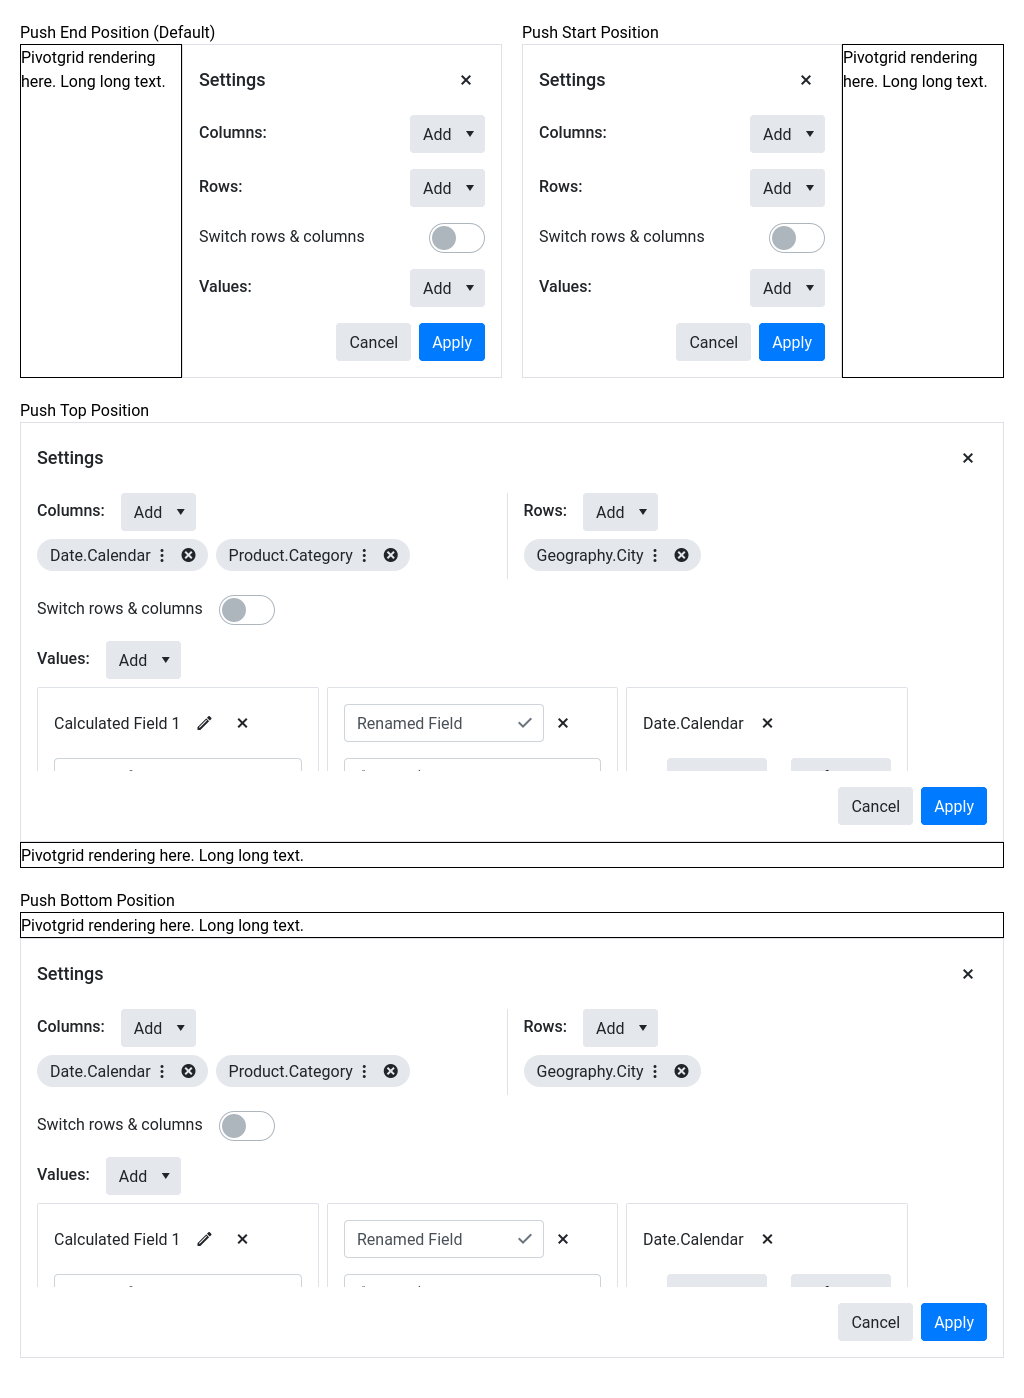 Push End Position (Default)
Pivotgrid rendering
here. Long long text.
Settings
Columns:
Add
Rows:
Add
Switch rows & columns
Values:
Add
Cancel
Apply
Push Start Position
Settings
Columns:
Add
Rows:
Add
Switch rows & columns
Values:
Add
Cancel
Apply
Pivotgrid rendering
here. Long long text.
Push Top Position
Settings
Columns:
Add
Date.Calendar
Product.Category
Rows:
Add
Geography.City
Switch rows & columns
Values:
Add
Calculated Field 1
Renamed Field
Date.Calendar
Cancel
Apply
Pivotgrid rendering here. Long long text.
Push Bottom Position
Pivotgrid rendering here. Long long text.
Settings
Columns:
Add
Date.Calendar
Product.Category
Rows:
Add
Geography.City
Switch rows & columns
Values:
Add
Calculated Field 1
Renamed Field
Date.Calendar
Cancel
Apply